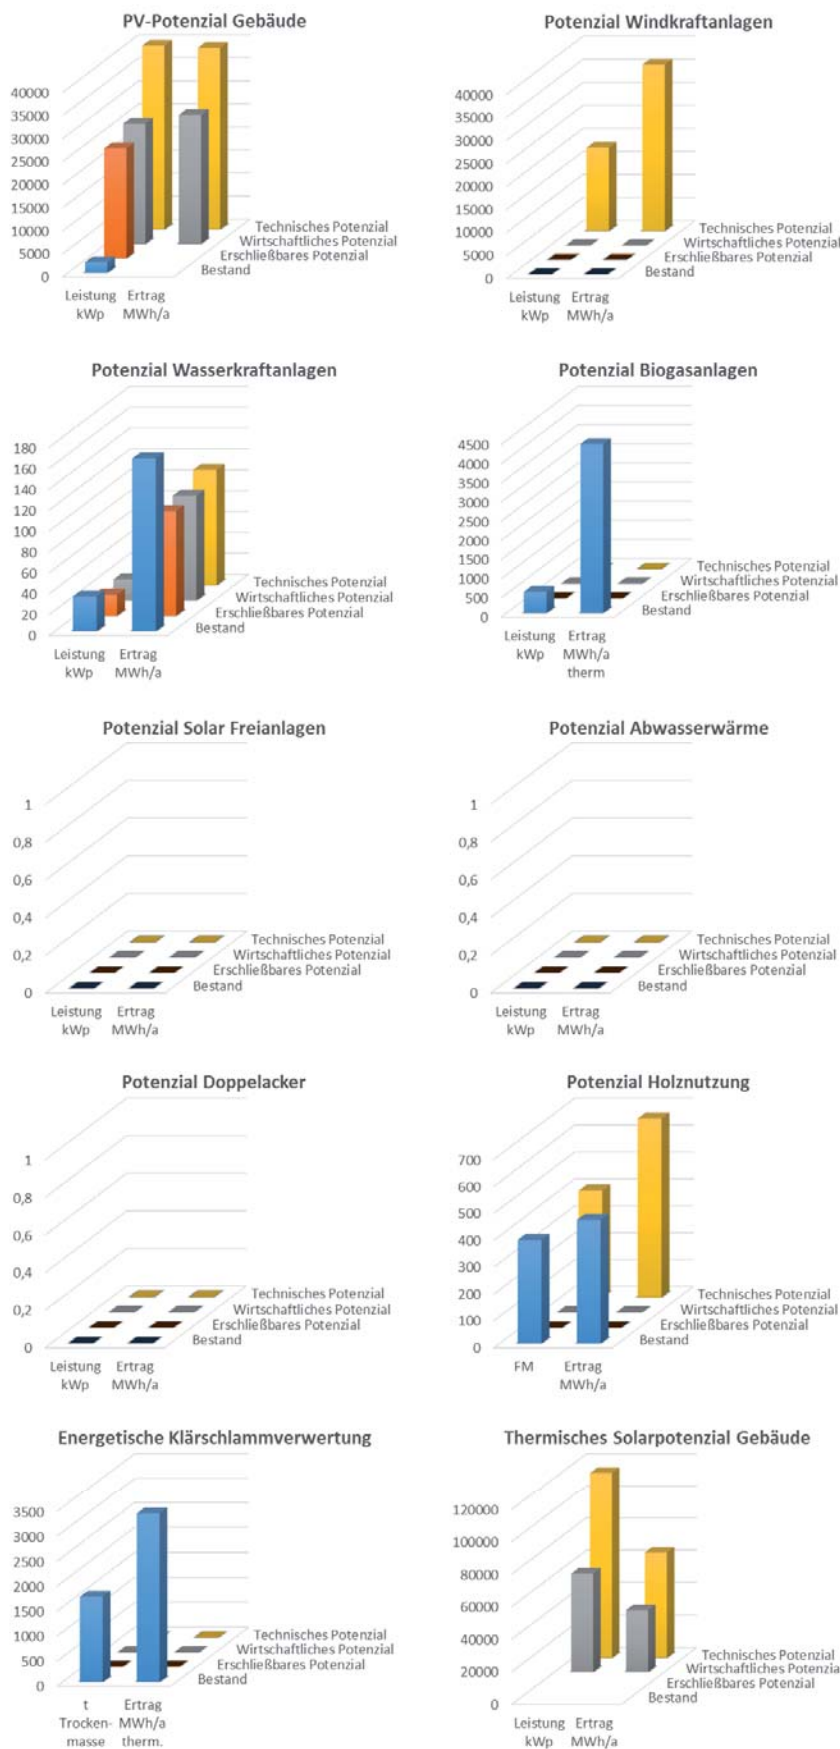 PV-Potenzial Gebäude
40000
35000
30000
25000
20000
15000
10000
5000
0
Technisches Potenzial
Wirtschaftliches Potenzial
Erschließbares Potenzial
Bestand
Leistung Ertrag
kWp MWh/a
Potenzial Windkraftanlagen
40000
35000
30000
25000
20000
15000
10000
5000
0
Technisches Potenzial
Wirtschaftliches Potenzial
Erschließbares Potenzial
Bestand
Leistung Ertrag
kWp MWh/a
Potenzial Wasserkraftanlagen
180
160
140
120
100
80
60
40
20
0
Technisches Potenzial
Wirtschaftliches Potenzial
Erschließbares Potenzial
Bestand
Leistung Ertrag
kWp MWh/a
Potenzial Biogasanlagen
4500
4000
3500
3000
2500
2000
1500
1000
500
0
Technisches Potenzial
Wirtschaftliches Potenzial
Erschließbares Potenzial
Bestand
Leistung Ertrag
kWp MWh/a
therm
Potenzial Solar Freianlagen
1
0,8
0,6
0,4
0,2
0
Technisches Potenzial
Wirtschaftliches Potenzial
Erschließbares Potenzial
Bestand
Leistung Ertrag
kWp MWh/a
Potenzial Abwasserwärme
1
0,8
0,6
0,4
0,2
0
Technisches Potenzial
Wirtschaftliches Potenzial
Erschließbares Potenzial
Bestand
Leistung Ertrag
kWp MWh/a
Potenzial Doppelacker
1
0,8
0,6
0,4
0,2
0
Technisches Potenzial
Wirtschaftliches Potenzial
Erschließbares Potenzial
Bestand
Leistung Ertrag
kWp MWh/a
Potenzial Holznutzung
700
600
500
400
300
200
100
0
Technisches Potenzial
Wirtschaftliches Potenzial
Erschließbares Potenzial
Bestand
FM Ertrag
MWh/a
Energetische Klärschlammverwertung
3500
3000
2500
2000
1500
1000
500
0
Technisches Potenzial
Wirtschaftliches Potenzial
Erschließbares Potenzial
Bestand
t Ertrag
Trocken- MWh/a
masse therm.
Thermisches Solarpotenzial Gebäude
120000
100000
80000
60000
40000
20000
0
Technisches Potenzial
Wirtschaftliches Potenzial
Erschließbares Potenzial
Bestand
Leistung Ertrag
kWp MWh/a